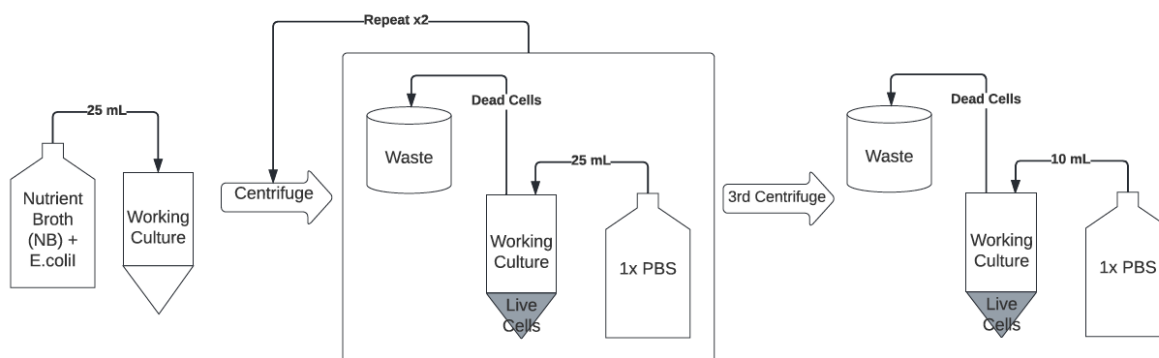 Repeat x2
25 mL
Nutrient
Broth
(NB) +
E.colil
Working
Culture
Centrifuge
Dead Cells
Waste
25 mL
Working
Culture
Live
Cells
1x PBS
3rd Centrifuge
Dead Cells
Waste
10 mL
Working
Culture
Live
Cells
1x PBS